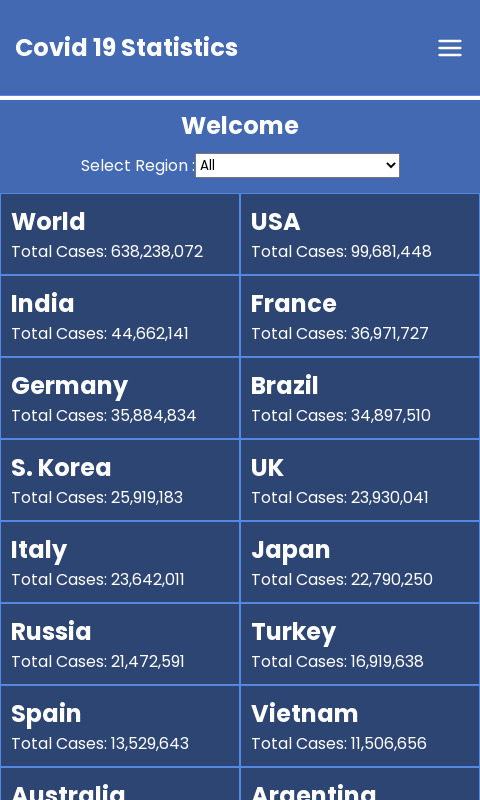 Covid 19 Statistics
Welcome
Select Region : All
World
Total Cases: 638,238,072
USA
Total Cases: 99,681,448
India
Total Cases: 44,662,141
France
Total Cases: 36,971,727
Germany
Total Cases: 35,884,834
Brazil
Total Cases: 34,897,510
S. Korea
Total Cases: 25,919,183
UK
Total Cases: 23,930,041
Italy
Total Cases: 23,642,011
Japan
Total Cases: 22,790,250
Russia
Total Cases: 21,472,591
Turkey
Total Cases: 16,919,638
Spain
Total Cases: 13,529,643
Vietnam
Total Cases: 11,506,656
Australia
Argentina